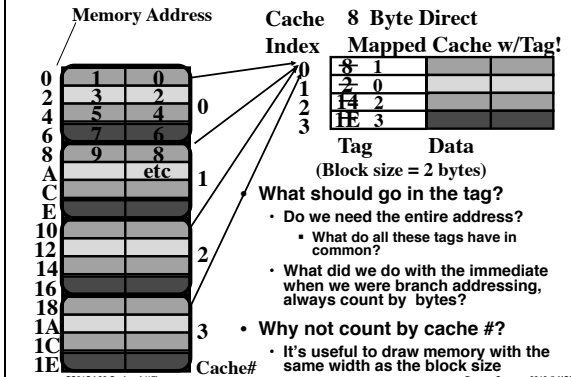 Memory Address
Cache 8 Byte Direct
Index Mapped Cache w/Tag!
0 1 0
2 3 2
4 5 4
6 7 6
0
8 9 8
A etc
C
E
1
10
12
14
16
2
18
1A
1C
1E
3
Cache#
0 8 1
1 2 0
2 14 2
3 1E 3
Tag Data
(Block size = 2 bytes)
• What should go in the tag?
· Do we need the entire address?
▪ What do all these tags have in
common?
· What did we do with the immediate
when we were branch addressing,
always count by bytes?
• Why not count by cache #?
· It's useful to draw memory with the
same width as the block size